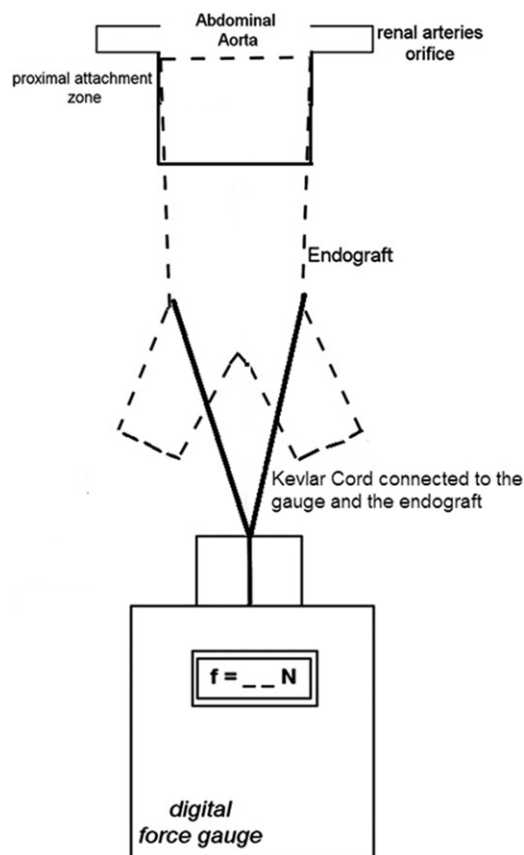 Abdominal
Aorta
renal arteries
orifice
proximal attachment
zone
Endograft
Kevlar Cord connected to the
gauge and the endograft
f = _ _ N
digital
force gauge